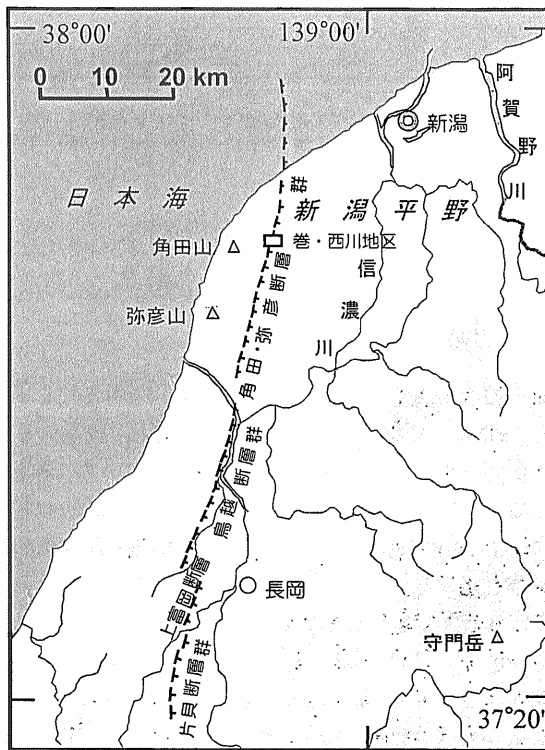 38°00'
139°00'
0 10 20 km
阿賀野川
新潟
日本海
新潟平野
角田山
巻・西川地区
弥彦山
信濃川
角田・弥彦断層群
鳥越断層群
長岡
上富岡断層
守門岳
片貝断層群
37°20'